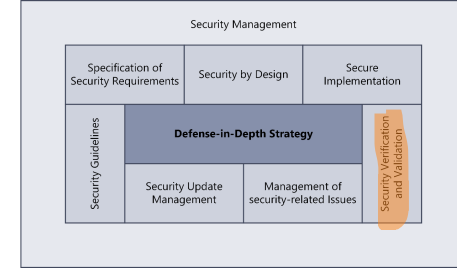 Security Management
Specification of
Security Requirements
Security by Design
Secure
Implementation
Security Guidelines
Defense-in-Depth Strategy
Security Verification
and Validation
Security Update
Management
Management of
security-related Issues